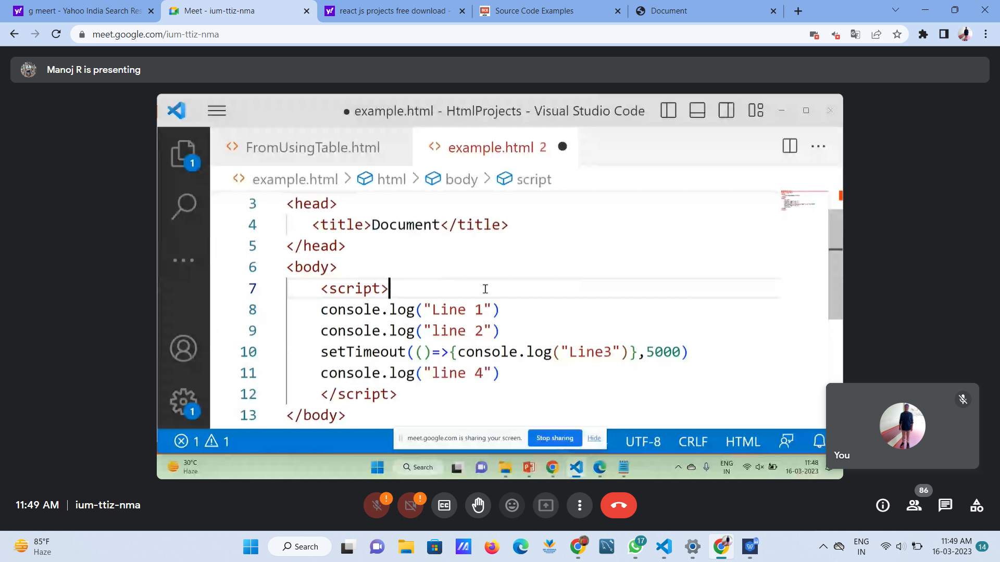 g meert - Yahoo India Search Res
Meet - ium-ttiz-nma
react js projects free download -
Source Code Examples
Document
meet.google.com/ium-ttiz-nma
Manoj R is presenting
● example.html - HtmlProjects - Visual Studio Code
FromUsingTable.html
example.html 2
example.html > html > body > script
3 <head>
4 <title>Document</title>
5 </head>
6 <body>
7 <script>
8 console.log("Line 1")
9 console.log("line 2")
10 setTimeout(()=>{console.log("Line3")},5000)
11 console.log("line 4")
12 </script>
13 </body>
1
1
1 1
meet.google.com is sharing your screen. Stop sharing Hide
UTF-8 CRLF HTML
30°C
Haze
Search
ENG
IN
11:48
16-03-2023
You
11:49 AM | ium-ttiz-nma
86
85°F
Haze
Search
17
ENG
IN
11:49 AM
16-03-2023
14